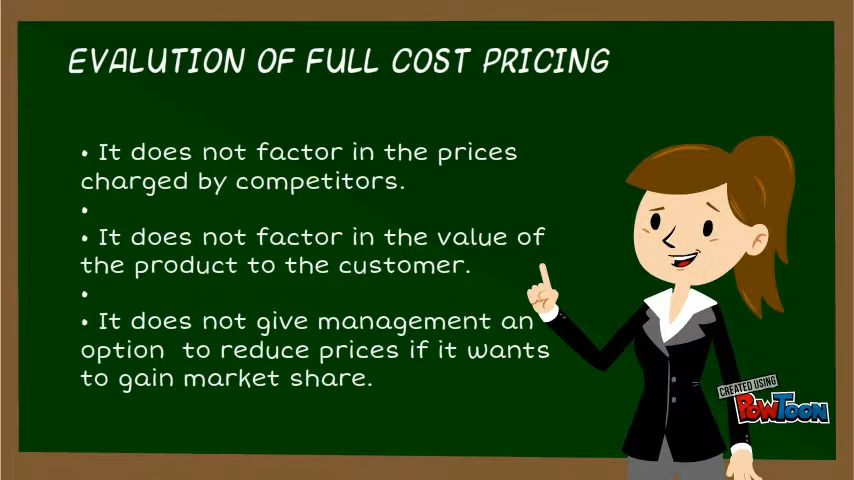 EVALUTION OF FULL COST PRICING
• It does not factor in the prices
charged by competitors.
•
• It does not factor in the value of
the product to the customer.
•
• It does not give management an
option to reduce prices if it wants
to gain market share.
CREATED USING
POWTOON